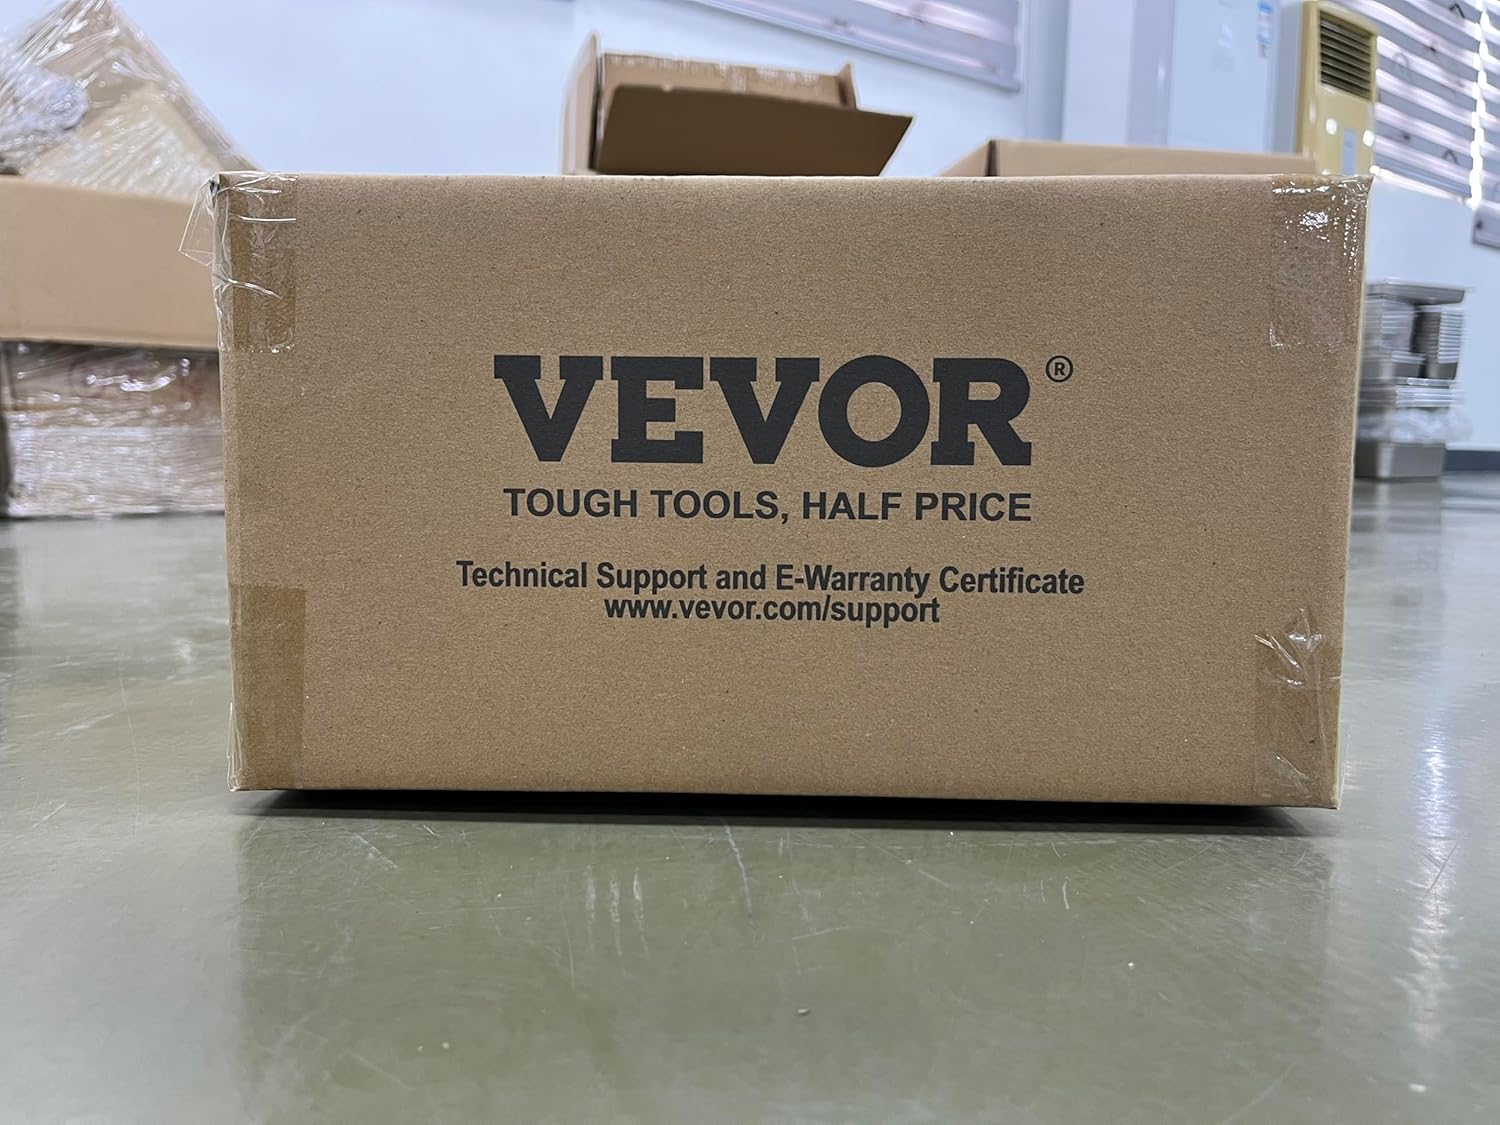 VEVOR®
TOUGH TOOLS, HALF PRICE
Technical Support and E-Warranty Certificate
www.vevor.com/support